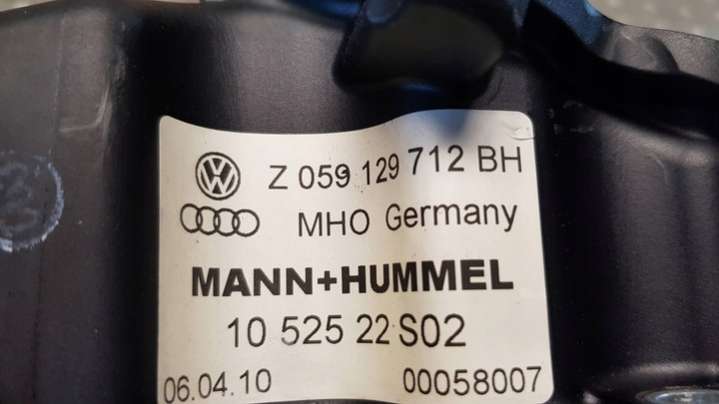 Z 059 129 712 BH
MHO Germany
MANN+HUMMEL
10 525 22 S02
06.04.10 00058007